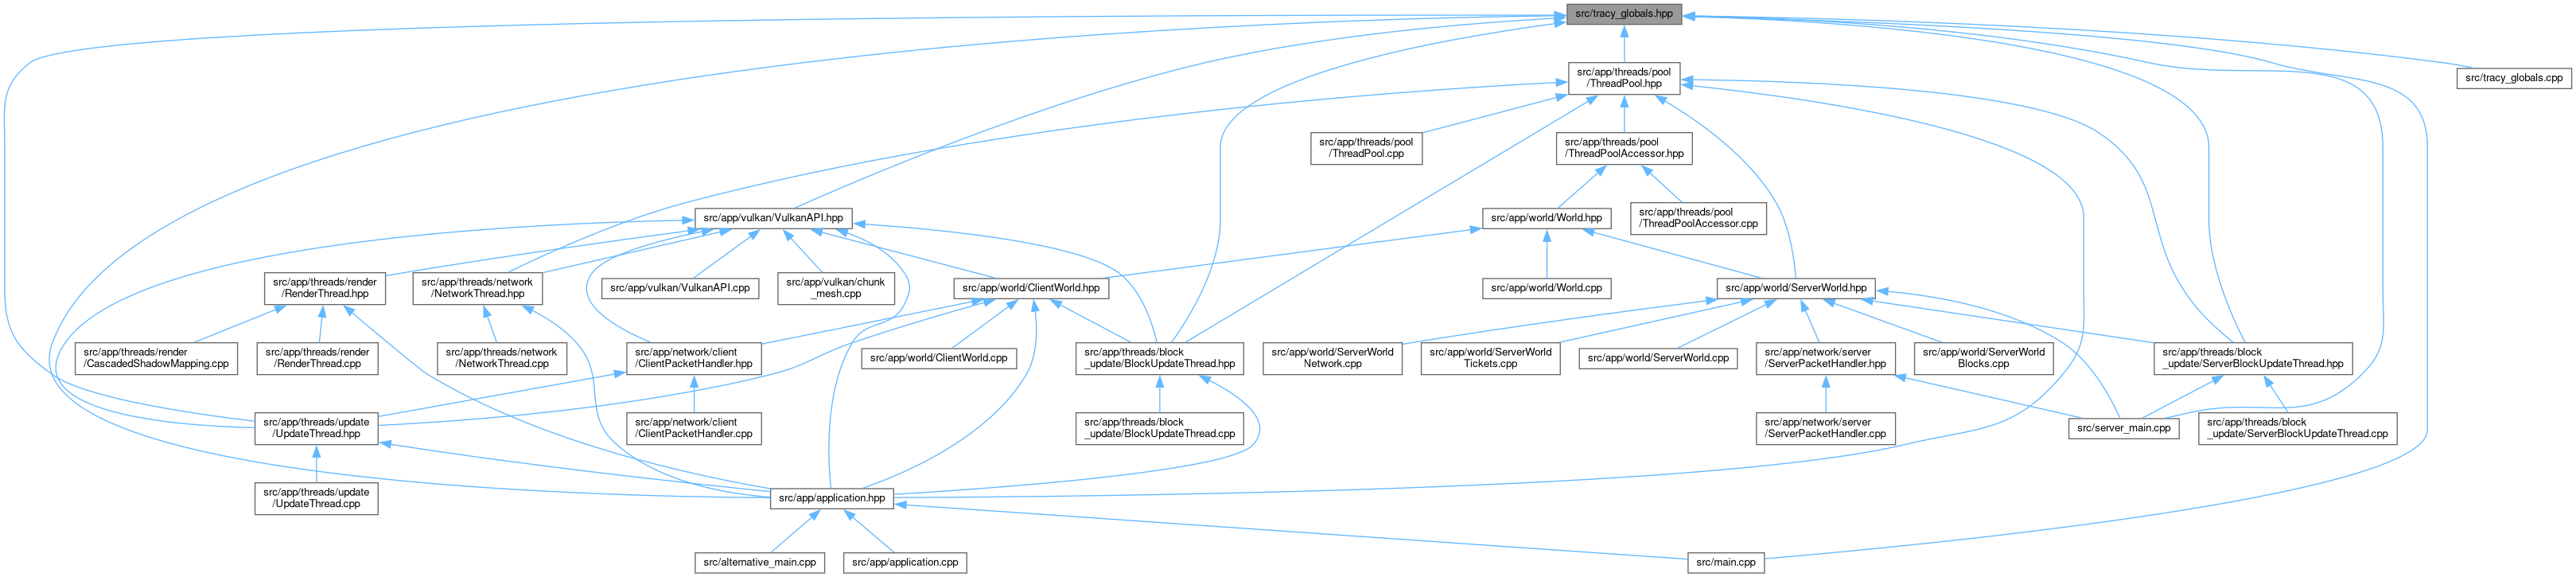 src/tracy_globals.hpp
src/app/threads/pool
/ThreadPool.hpp
src/tracy_globals.cpp
src/app/threads/pool
/ThreadPool.cpp
src/app/threads/pool
/ThreadPoolAccessor.hpp
src/app/vulkan/VulkanAPI.hpp
src/app/world/World.hpp
src/app/threads/pool
/ThreadPoolAccessor.cpp
src/app/threads/render
/RenderThread.hpp
src/app/threads/network
/NetworkThread.hpp
src/app/vulkan/VulkanAPI.cpp
src/app/vulkan/chunk
_mesh.cpp
src/app/world/ClientWorld.hpp
src/app/world/World.cpp
src/app/world/ServerWorld.hpp
src/app/threads/render
/CascadedShadowMapping.cpp
src/app/threads/render
/RenderThread.cpp
src/app/threads/network
/NetworkThread.cpp
src/app/network/client
/ClientPacketHandler.hpp
src/app/world/ClientWorld.cpp
src/app/threads/block
_update/BlockUpdateThread.hpp
src/app/world/ServerWorld
Network.cpp
src/app/world/ServerWorld
Tickets.cpp
src/app/world/ServerWorld.cpp
src/app/network/server
/ServerPacketHandler.hpp
src/app/world/ServerWorld
Blocks.cpp
src/app/threads/block
_update/ServerBlockUpdateThread.hpp
src/app/threads/update
/UpdateThread.hpp
src/app/network/client
/ClientPacketHandler.cpp
src/app/threads/block
_update/BlockUpdateThread.cpp
src/app/network/server
/ServerPacketHandler.cpp
src/server_main.cpp
src/app/threads/block
_update/ServerBlockUpdateThread.cpp
src/app/threads/update
/UpdateThread.cpp
src/app/application.hpp
src/alternative_main.cpp
src/app/application.cpp
src/main.cpp